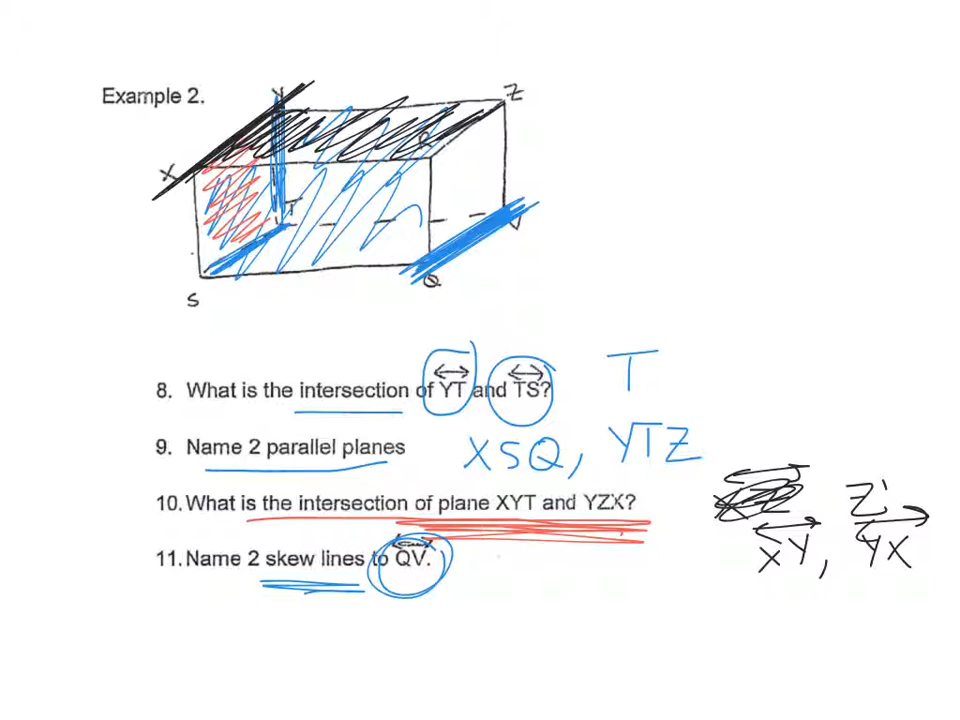 Example 2.
Y
Z
X
R
T
V
Q
S
8. What is the intersection of YT and TS? T
9. Name 2 parallel planes XSQ, YTZ
10. What is the intersection of plane XYT and YZX? XY, YX
11. Name 2 skew lines to QV.